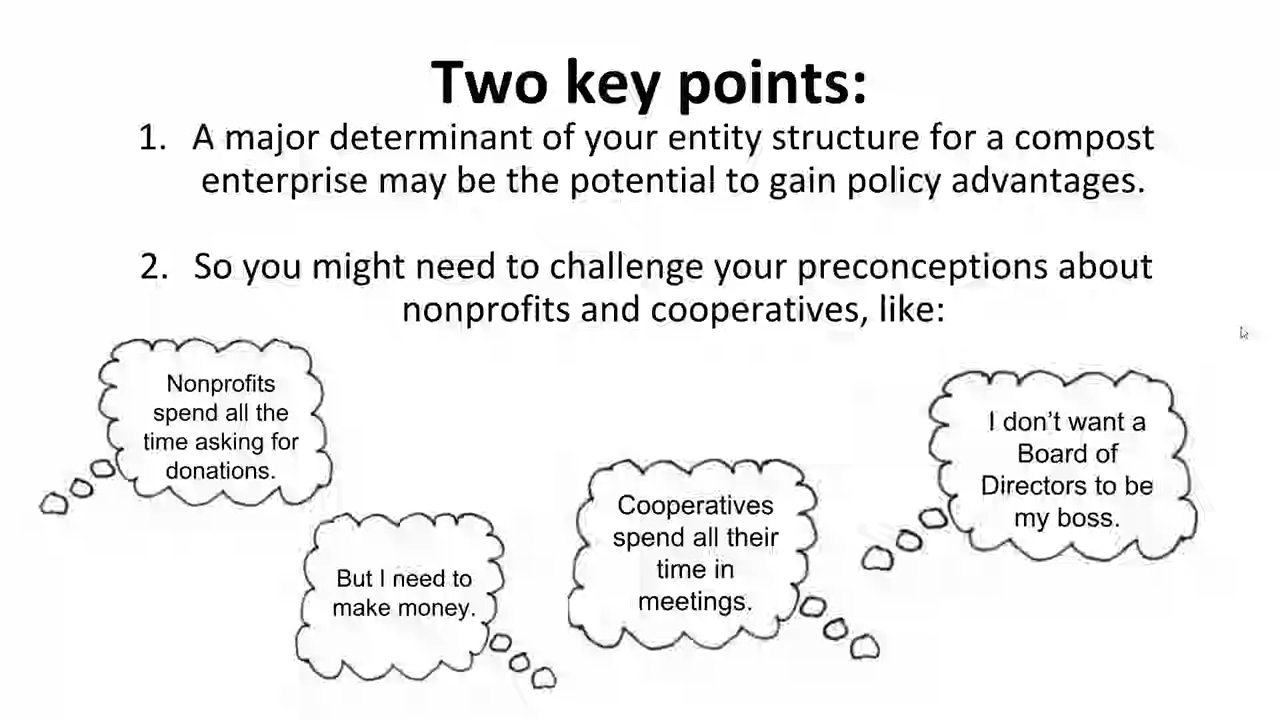 Two key points:
1. A major determinant of your entity structure for a compost
enterprise may be the potential to gain policy advantages.
2. So you might need to challenge your preconceptions about
nonprofits and cooperatives, like:
Nonprofits
spend all the
time asking for
donations.
But I need to
make money.
Cooperatives
spend all their
time in
meetings.
I don’t want a
Board of
Directors to be
my boss.